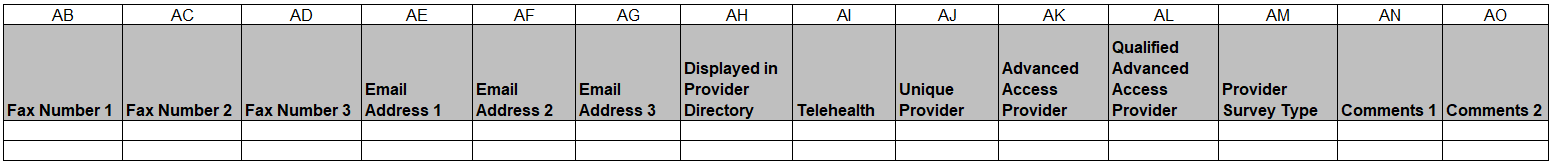 AB AC AD AE AF AG AH AI AJ AK AL AM AN AO
Fax Number 1
Fax Number 2
Fax Number 3
Email
Address 1
Email
Address 2
Email
Address 3
Displayed in
Provider
Directory
Telehealth
Unique
Provider
Advanced
Access
Provider
Qualified
Advanced
Access
Provider
Provider
Survey Type
Comments 1
Comments 2